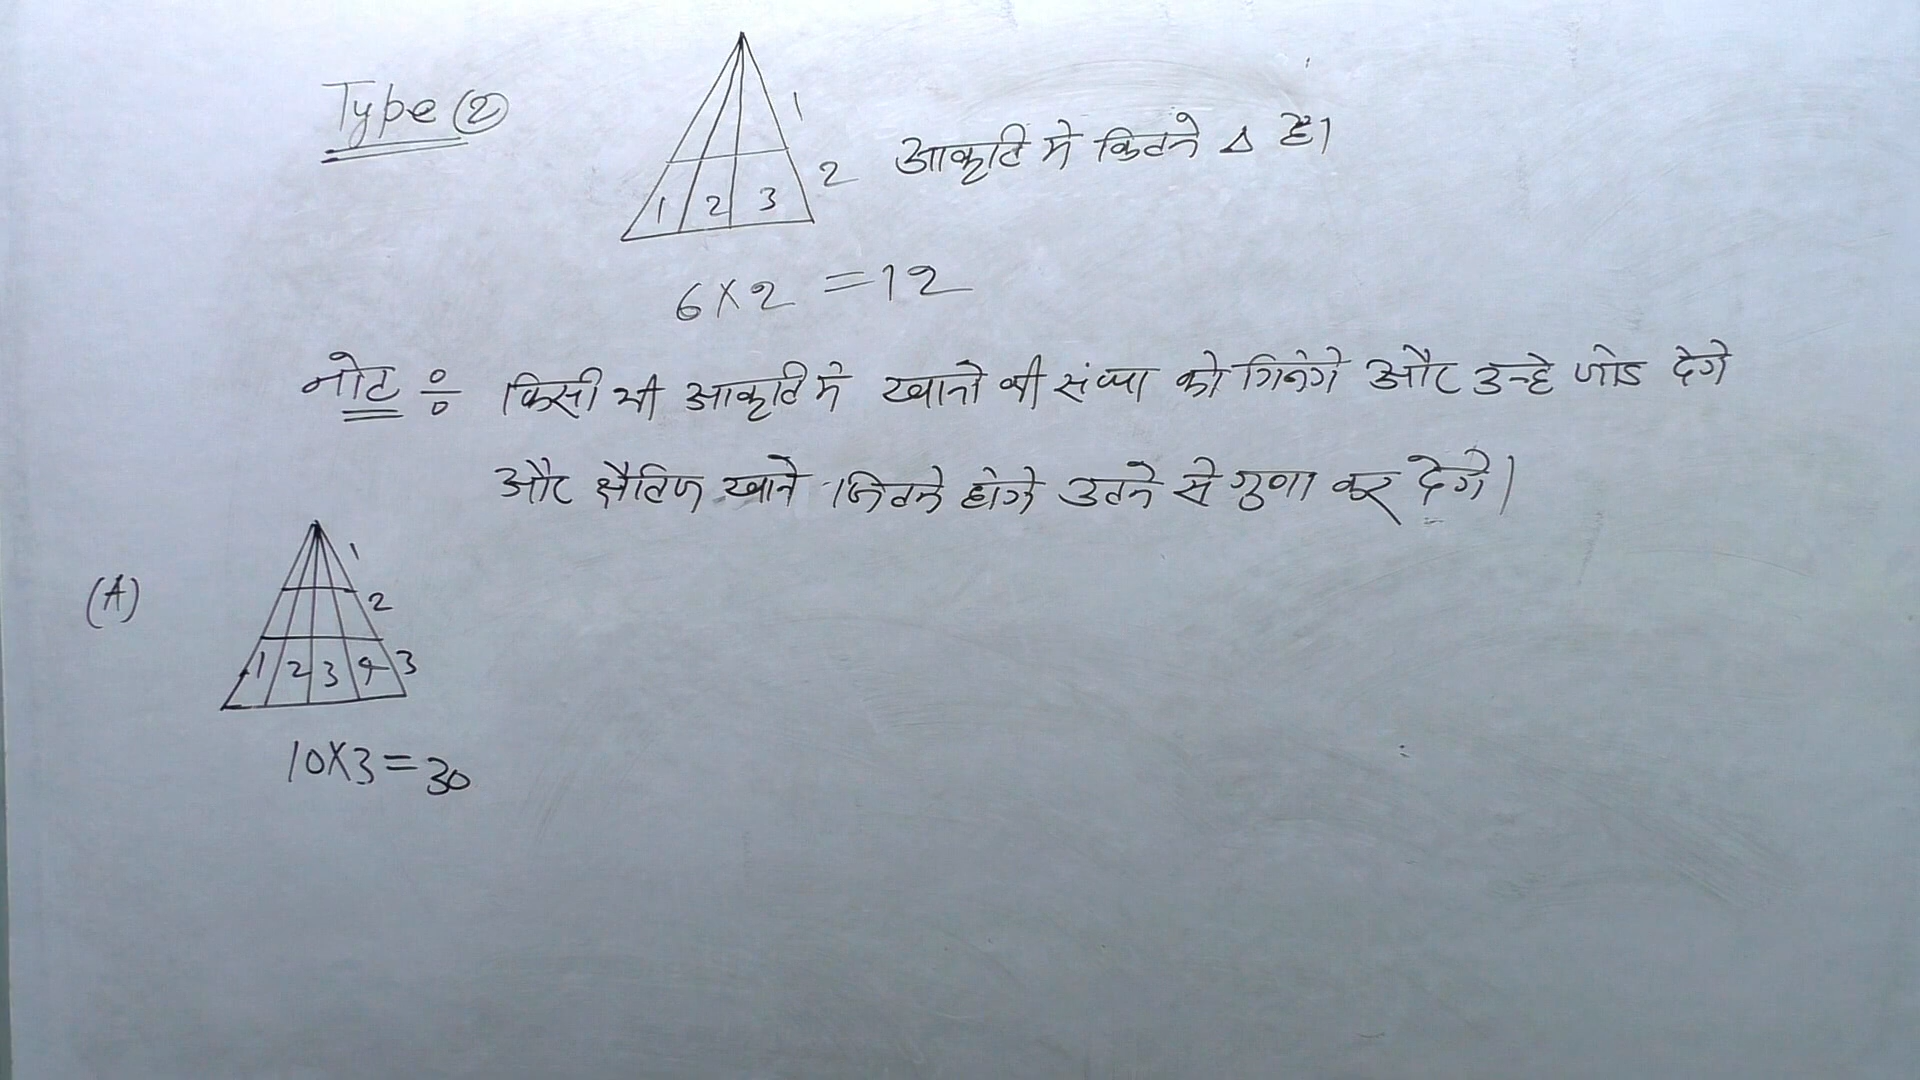 Type (2)
1
2
1 2 3
आकृति मे कितने Δ है।
6×2 = 12
नोट ÷ किसी भी आकृति मे खानो की संख्या को गिनेगे और उन्हे जोड देगे
और क्षैतिज खाने जितने होगे उतने से गुणा कर देगे।
(A)
1
2
1 2 3 4 3
10×3=30